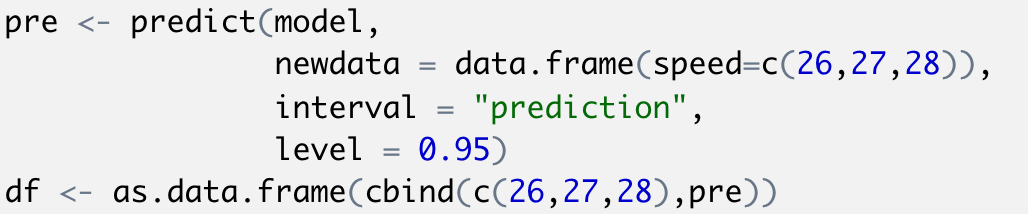 pre <- predict(model,
               newdata = data.frame(speed=c(26,27,28)),
               interval = "prediction",
               level = 0.95)
df <- as.data.frame(cbind(c(26,27,28),pre))